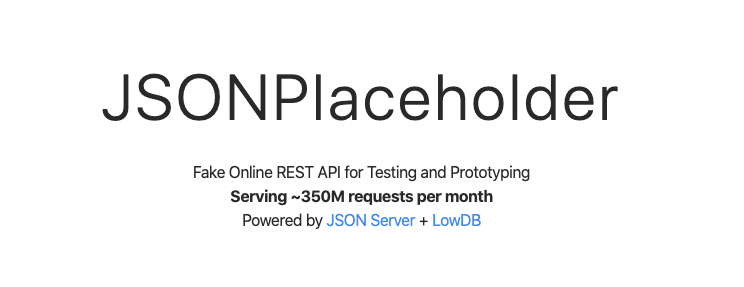 JSONPlaceholder
Fake Online REST API for Testing and Prototyping
Serving ~350M requests per month
Powered by JSON Server + LowDB